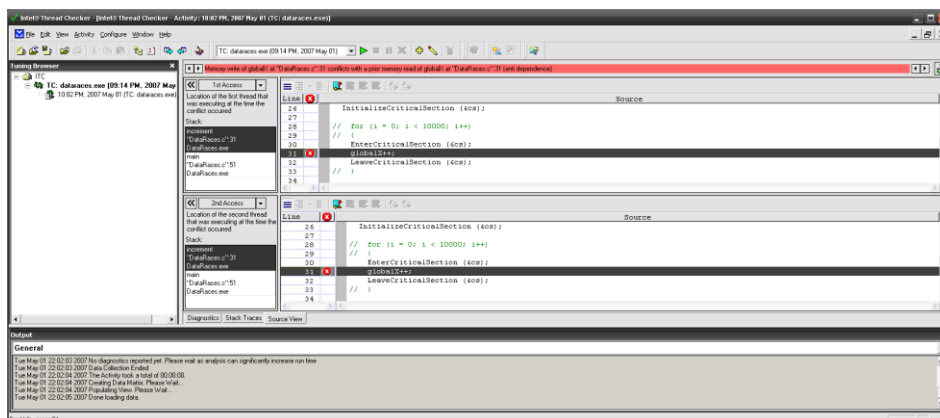 Intel® Thread Checker - [Intel® Thread Checker - Activity: 10:02 PM, 2007 May 01 (TC: dataraces.exe)]
File Edit View Activity Configure Window Help
TC: dataraces.exe (09:14 PM, 2007 May 01)
Tuning Browser
ITC
TC: dataraces.exe (09:14 PM, 2007 May
10:02 PM, 2007 May 01 (TC: dataraces.exe)
Memory write of globalX at "DataRaces.c":31 conflicts with a prior memory read of globalX at "DataRaces.c":31 (anti dependence)
1st Access
Location of the first thread that
was executing at the time the
conflict occurred
Stack:
increment
"DataRaces.c":31
DataRaces.exe
main
"DataRaces.c":51
DataRaces.exe
Line Source
26 InitializeCriticalSection (&cs);
27
28 // for (i = 0; i < 10000; i++)
29 // {
30 EnterCriticalSection (&cs);
31 globalX++;
32 LeaveCriticalSection (&cs);
33 // }
34
2nd Access
Location of the second thread
that was executing at the time the
conflict occurred
Stack:
increment
"DataRaces.c":31
DataRaces.exe
main
"DataRaces.c":51
DataRaces.exe
Line Source
26 InitializeCriticalSection (&cs);
27
28 // for (i = 0; i < 10000; i++)
29 // {
30 EnterCriticalSection (&cs);
31 globalX++;
32 LeaveCriticalSection (&cs);
33 // }
34
Diagnostics Stack Traces Source View
Output
General
Tue May 01 22:02:03 2007 No diagnostics reported yet. Please wait as analysis can significantly increase run time
Tue May 01 22:02:03 2007 Data Collection Ended
Tue May 01 22:02:04 2007 The Activity took a total of 00:00:00.
Tue May 01 22:02:04 2007 Creating Data Matrix. Please Wait...
Tue May 01 22:02:04 2007 Populating View. Please Wait...
Tue May 01 22:02:05 2007 Done loading data.